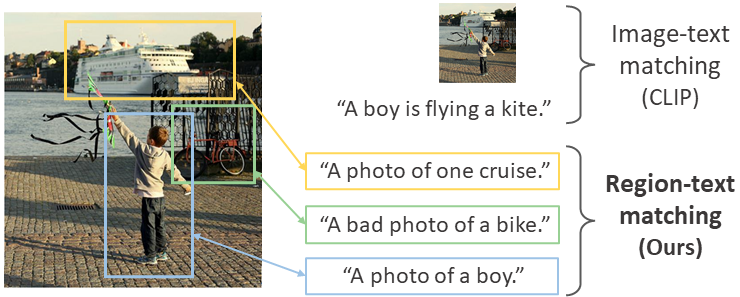 Image-text
matching
(CLIP)
“A boy is flying a kite.”
“A photo of one cruise.”
“A bad photo of a bike.”
“A photo of a boy.”
Region-text
matching
(Ours)